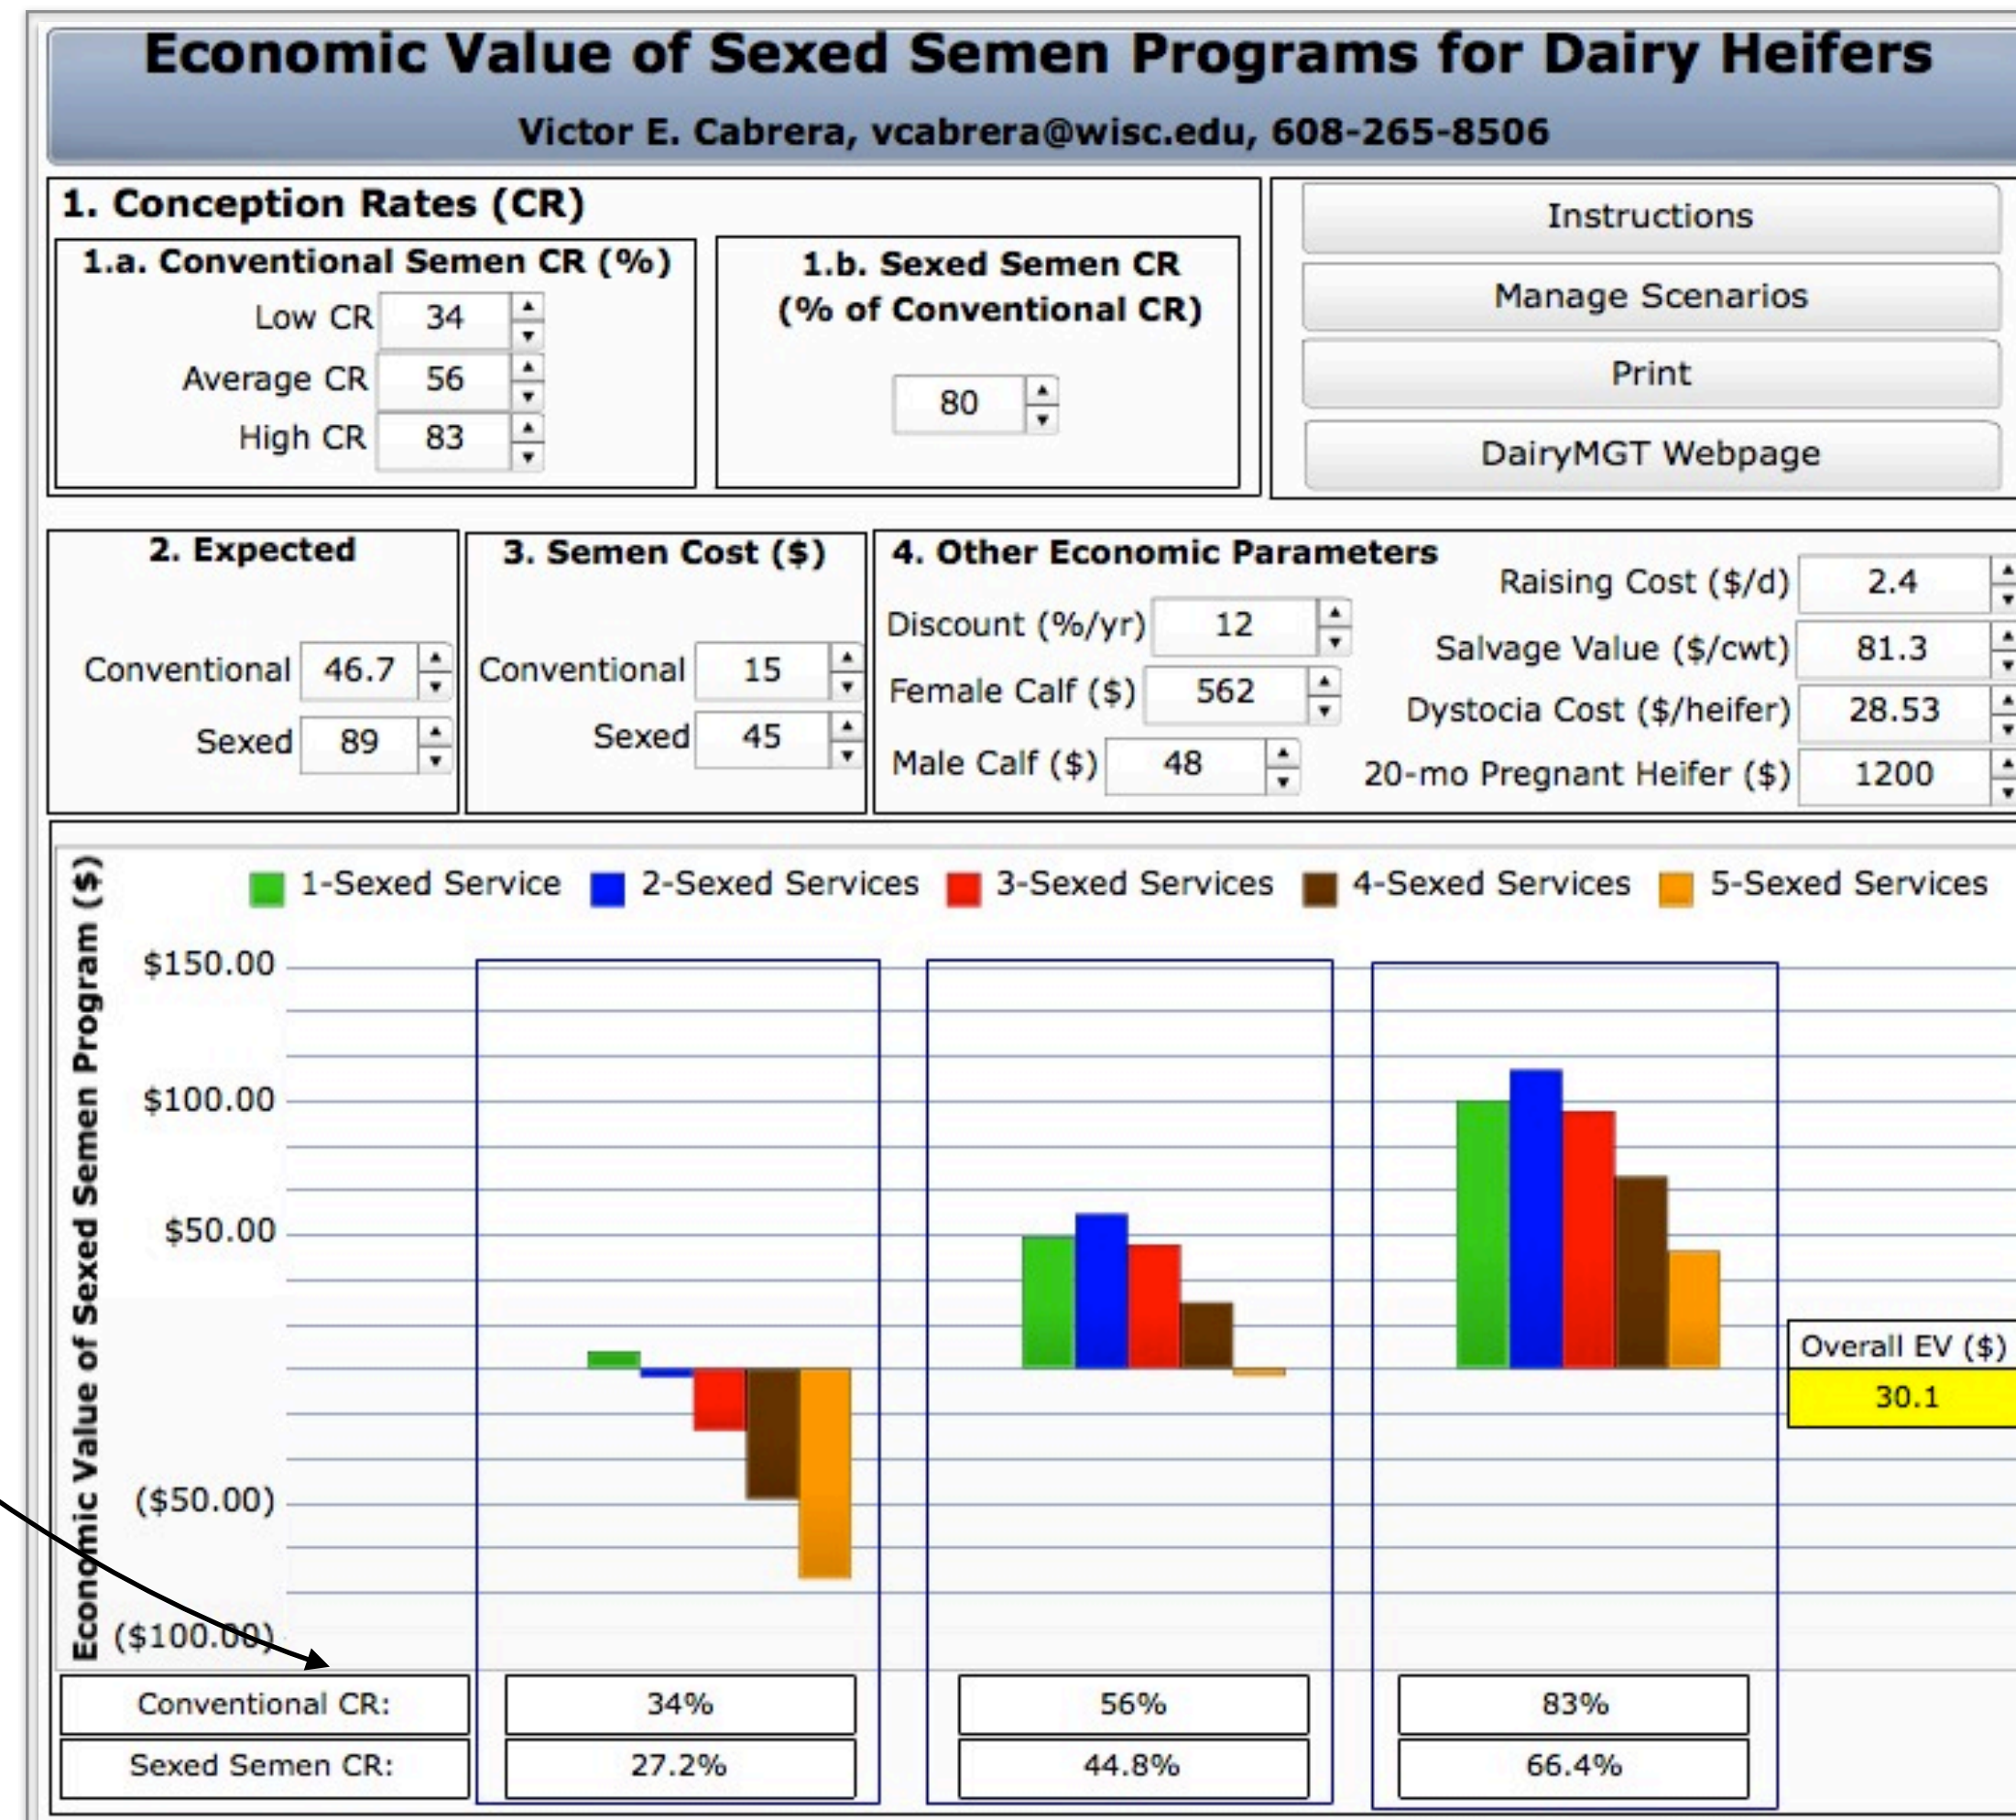 Economic Value of Sexed Semen Programs for Dairy Heifers
Victor E. Cabrera, vcabrera@wisc.edu, 608-265-8506
1. Conception Rates (CR)
1.a. Conventional Semen CR (%)
Low CR 34
Average CR 56
High CR 83
1.b. Sexed Semen CR
(% of Conventional CR)
80
Instructions
Manage Scenarios
Print
DairyMGT Webpage
2. Expected
Conventional 46.7
Sexed 89
3. Semen Cost ($)
Conventional 15
Sexed 45
4. Other Economic Parameters
Discount (%/yr) 12
Female Calf ($) 562
Male Calf ($) 48
Raising Cost ($/d) 2.4
Salvage Value ($/cwt) 81.3
Dystocia Cost ($/heifer) 28.53
20-mo Pregnant Heifer ($) 1200
Economic Value of Sexed Semen Program ($)
1-Sexed Service 2-Sexed Services 3-Sexed Services 4-Sexed Services 5-Sexed Services
$150.00
$100.00
$50.00
($50.00)
($100.00)
Overall EV ($)
30.1
Conventional CR: 34% 56% 83%
Sexed Semen CR: 27.2% 44.8% 66.4%